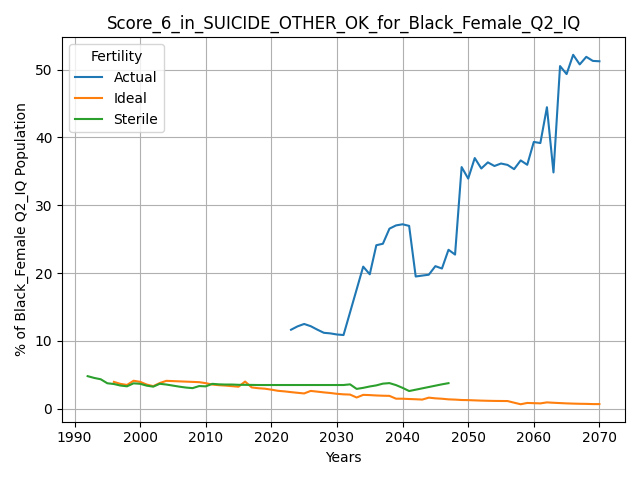 Score_6_in_SUICIDE_OTHER_OK_for_Black_Female_Q2_IQ
Fertility
Actual
Ideal
Sterile
% of Black_Female Q2_IQ Population
50
40
30
20
10
0
1990 2000 2010 2020 2030 2040 2050 2060 2070
Years